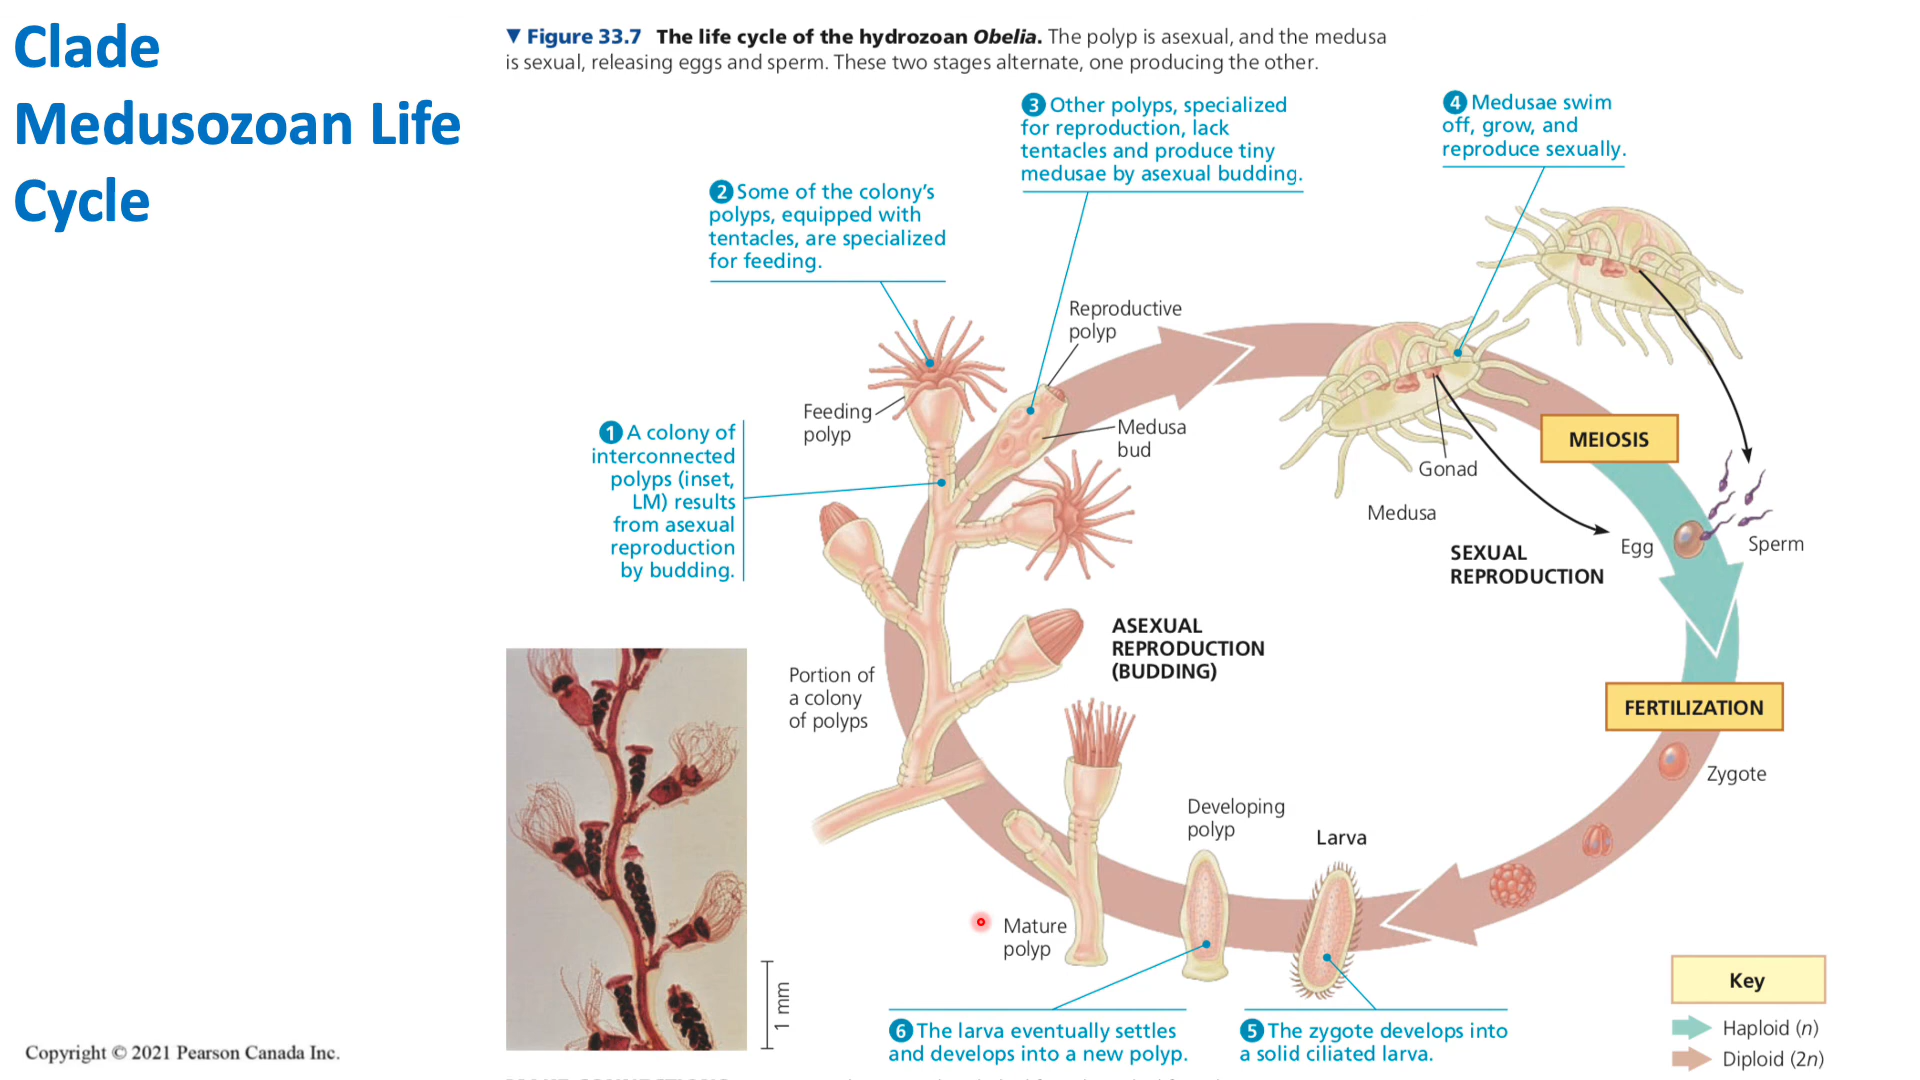 Clade
Medusozoan Life
Cycle
▼ Figure 33.7 The life cycle of the hydrozoan Obelia. The polyp is asexual, and the medusa
is sexual, releasing eggs and sperm. These two stages alternate, one producing the other.
3 Other polyps, specialized
for reproduction, lack
tentacles and produce tiny
medusae by asexual budding.
4 Medusae swim
off, grow, and
reproduce sexually.
2 Some of the colony's
polyps, equipped with
tentacles, are specialized
for feeding.
Reproductive
polyp
Feeding
polyp
Medusa
bud
1 A colony of
interconnected
polyps (inset,
LM) results
from asexual
reproduction
by budding.
MEIOSIS
Gonad
Medusa
SEXUAL
REPRODUCTION
Egg
Sperm
ASEXUAL
REPRODUCTION
(BUDDING)
Portion of
a colony
of polyps
FERTILIZATION
Zygote
Developing
polyp
Larva
Mature
polyp
1 mm
6 The larva eventually settles
and develops into a new polyp.
5 The zygote develops into
a solid ciliated larva.
Key
Haploid (n)
Diploid (2n)
Copyright © 2021 Pearson Canada Inc.